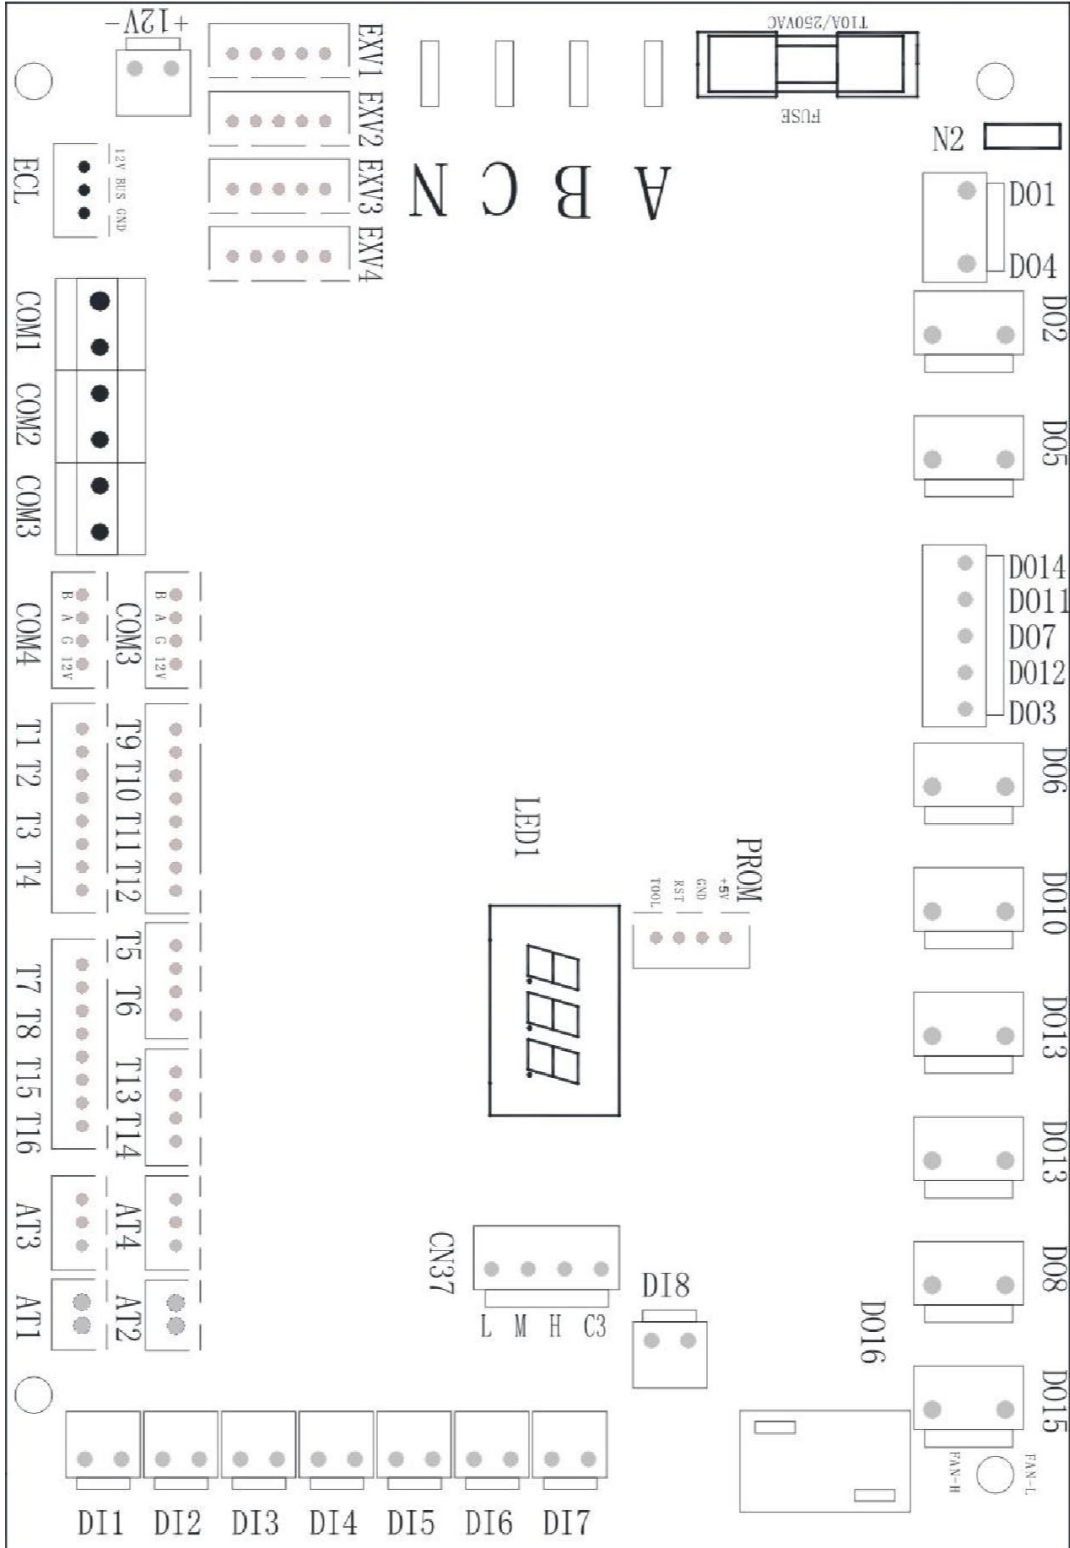 +12V-
T10A/250VAC
FUSE
N2
EXV1
EXV2
EXV3
EXV4
A B C N
ECL
12V BUS GND
COM1
COM2
COM3
COM4
B A G 12V
COM3
B A G 12V
T1 T2 T3 T4
T9 T10 T11 T12
T5 T6
T7 T8 T15 T16
T13 T14
AT3
AT4
AT1
AT2
LED1
PROM
TOOL
RST
GND
+5V
CN37
L M H C3
DI8
DO1
DO4
DO2
DO5
DO14
DO11
DO7
DO12
DO3
DO6
DO10
DO13
DO13
DO8
DO15
DO16
FAN-H
FAN-L
DI1 DI2 DI3 DI4 DI5 DI6 DI7